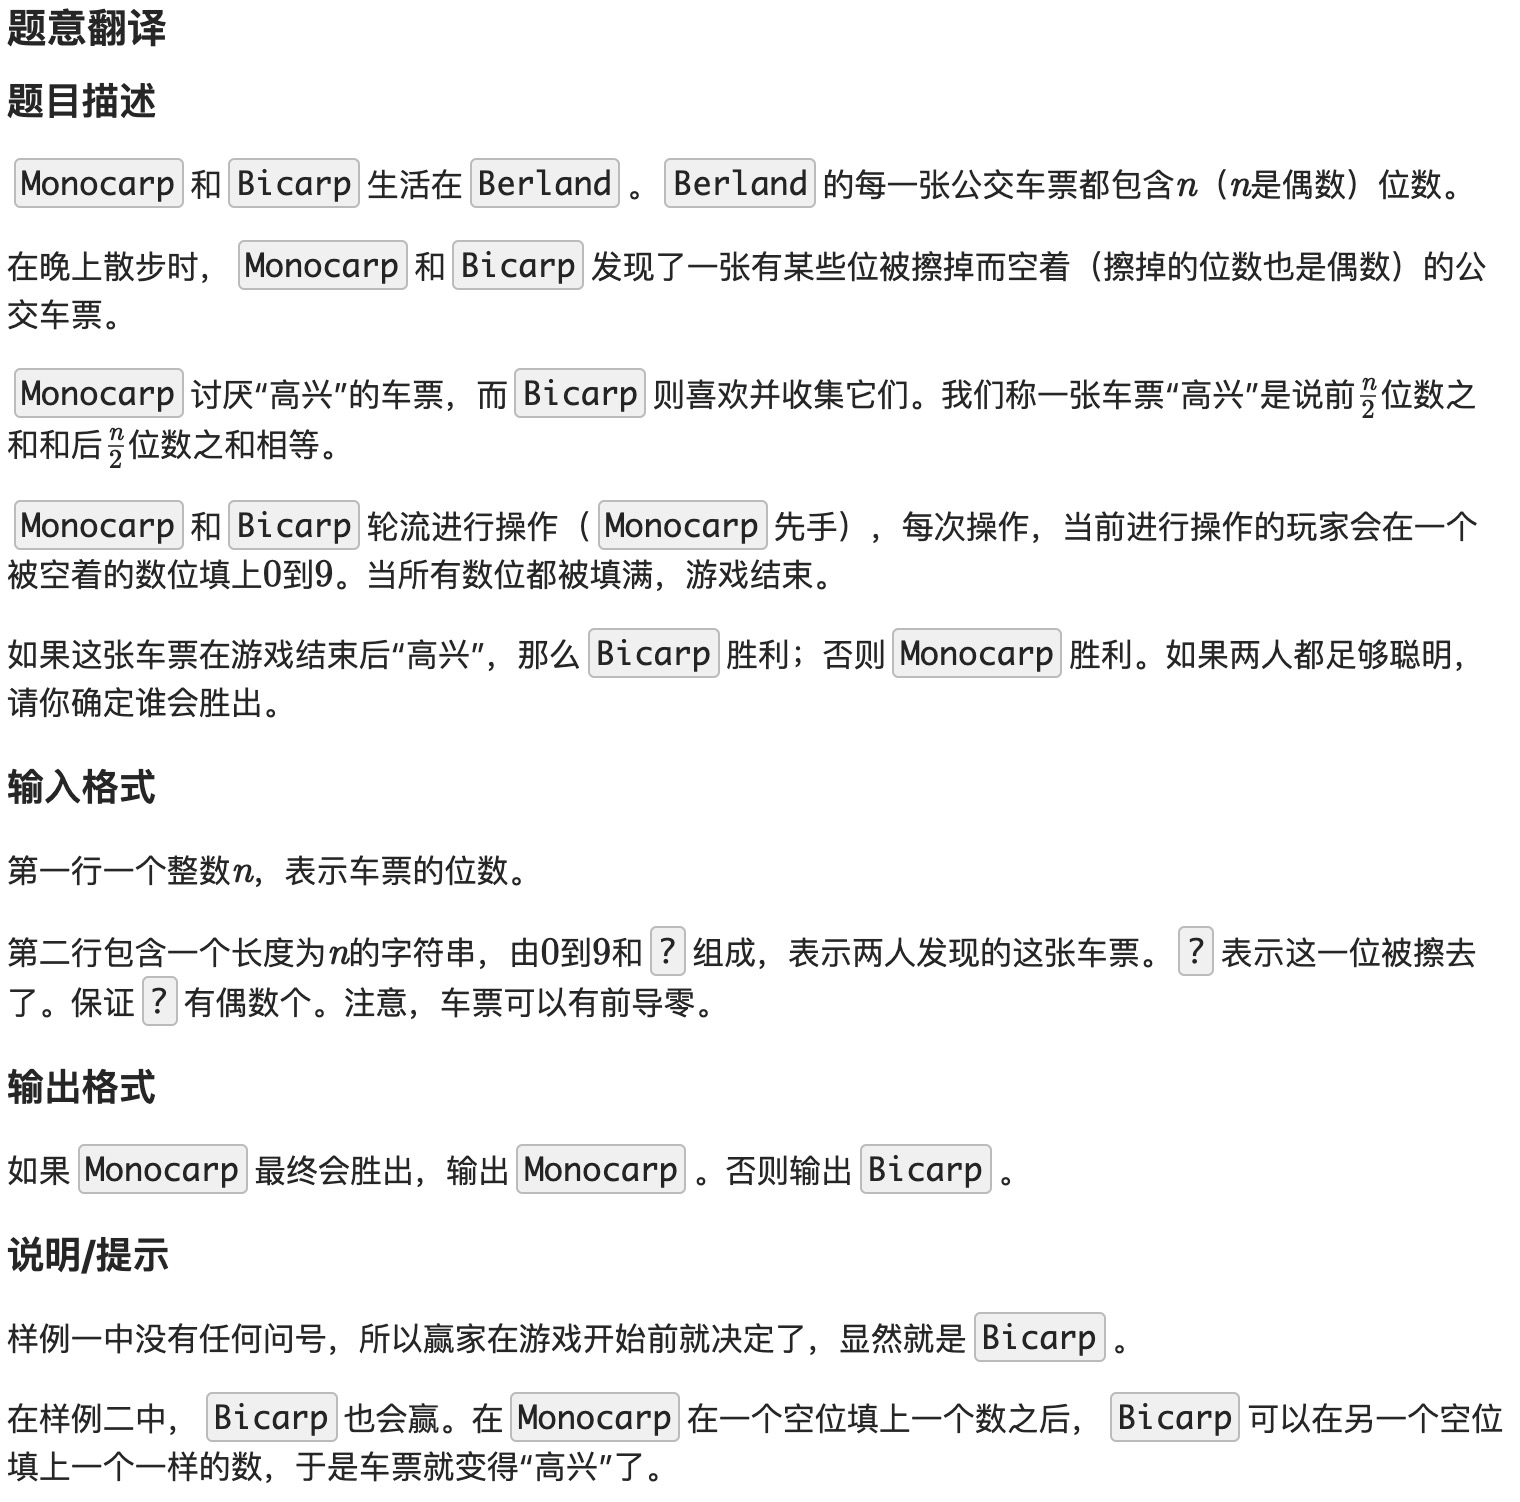 题意翻译
题目描述
Monocarp 和 Bicarp 生活在 Berland 。 Berland 的每一张公交车票都包含n（n是偶数）位数。
在晚上散步时， Monocarp 和 Bicarp 发现了一张有某些位被擦掉而空着（擦掉的位数也是偶数）的公
交车票。
Monocarp 讨厌“高兴”的车票，而 Bicarp 则喜欢并收集它们。我们称一张车票“高兴”是说前n/2位数之
和和后n/2位数之和相等。
Monocarp 和 Bicarp 轮流进行操作（ Monocarp 先手），每次操作，当前进行操作的玩家会在一个
被空着的数位填上0到9。当所有数位都被填满，游戏结束。
如果这张车票在游戏结束后“高兴”，那么 Bicarp 胜利；否则 Monocarp 胜利。如果两人都足够聪明，
请你确定谁会胜出。
输入格式
第一行一个整数n，表示车票的位数。
第二行包含一个长度为n的字符串，由0到9和 ? 组成，表示两人发现的这张车票。 ? 表示这一位被擦去
了。保证 ? 有偶数个。注意，车票可以有前导零。
输出格式
如果 Monocarp 最终会胜出，输出 Monocarp 。否则输出 Bicarp 。
说明/提示
样例一中没有任何问号，所以赢家在游戏开始前就决定了，显然就是 Bicarp 。
在样例二中， Bicarp 也会赢。在 Monocarp 在一个空位填上一个数之后， Bicarp 可以在另一个空位
填上一个一样的数，于是车票就变得“高兴”了。